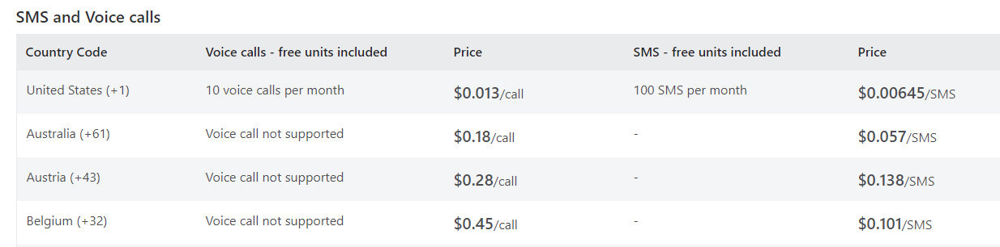 SMS and Voice calls
Country Code Voice calls - free units included Price SMS - free units included Price
United States (+1) 10 voice calls per month $0.013/call 100 SMS per month $0.00645/SMS
Australia (+61) Voice call not supported $0.18/call - $0.057/SMS
Austria (+43) Voice call not supported $0.28/call - $0.138/SMS
Belgium (+32) Voice call not supported $0.45/call - $0.101/SMS